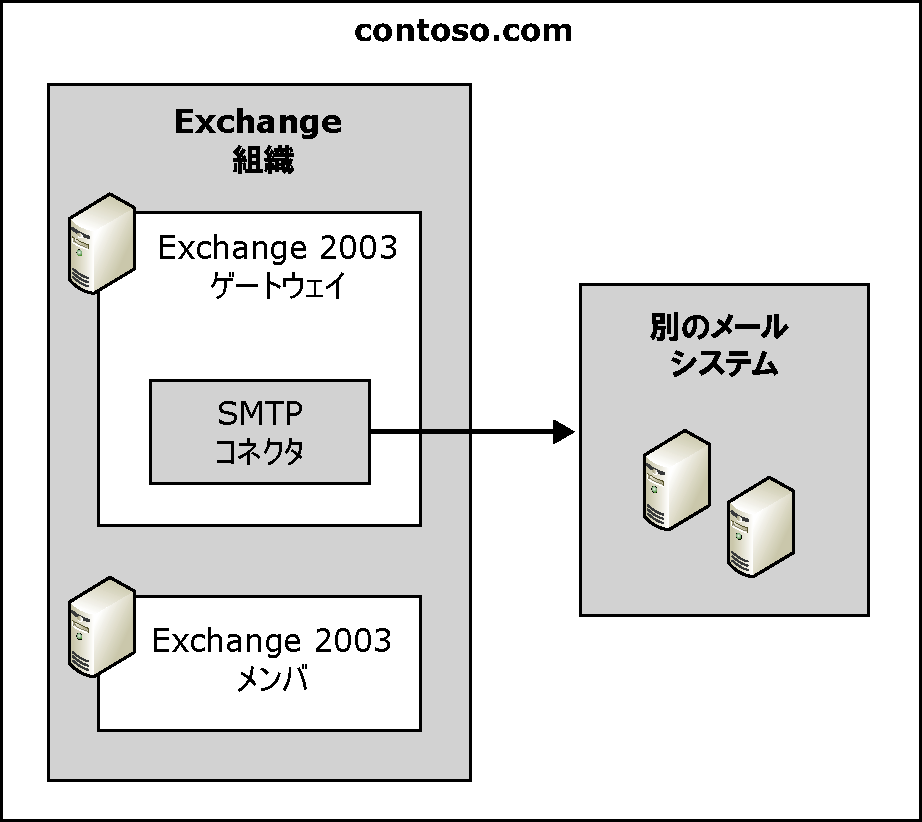 contoso.com
Exchange
組織
Exchange 2003
ゲートウェイ
SMTP
コネクタ
別のメール
システム
Exchange 2003
メンバ